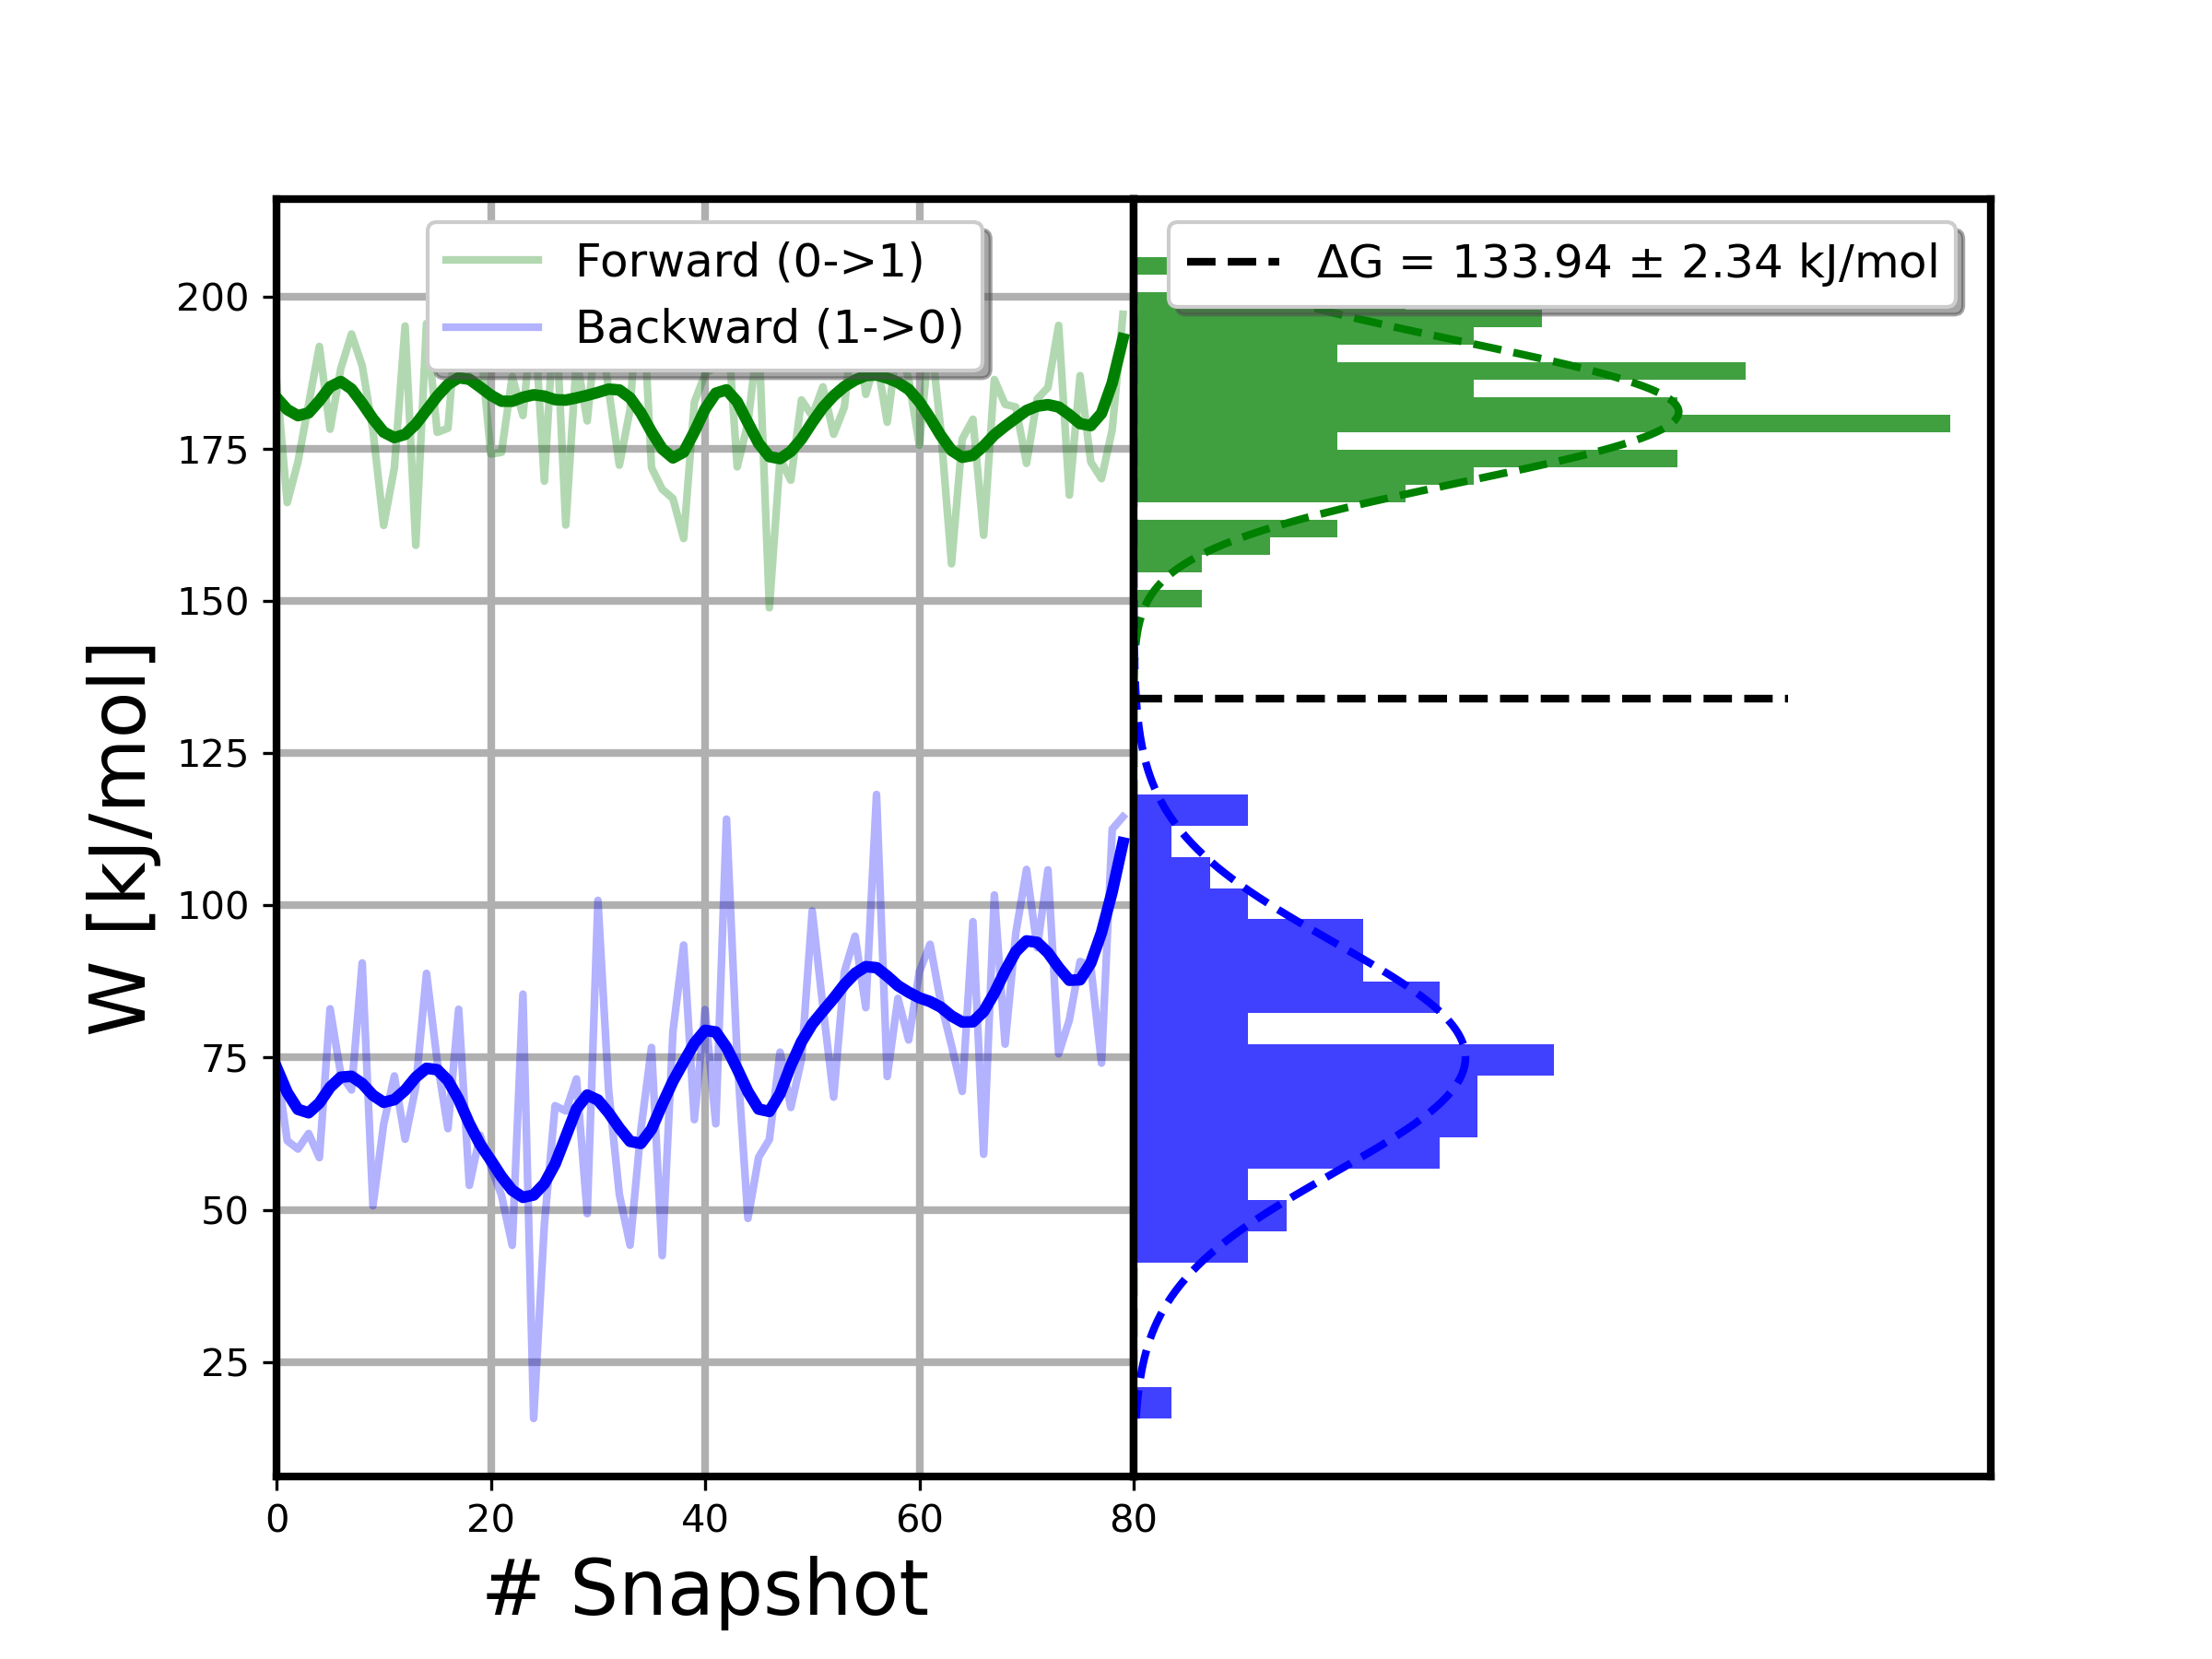 Forward (0->1)
Backward (1->0)
ΔG = 133.94 ± 2.34 kJ/mol
W [kJ/mol]
200
175
150
125
100
75
50
25
0 20 40 60 80
# Snapshot